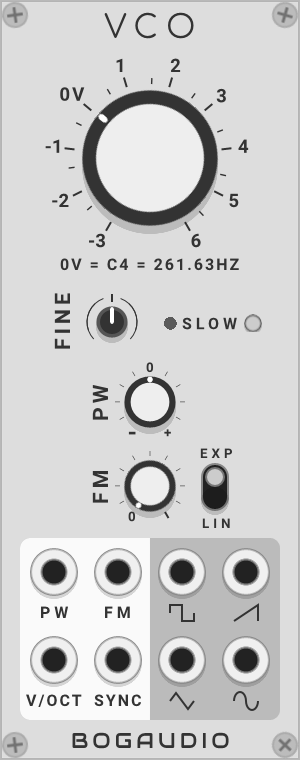 VCO
1 2
0V 3
-1 4
-2 5
-3 6
0V = C4 = 261.63HZ
FINE
SLOW
PW
0
- +
FM
0
EXP
LIN
PW FM
V/OCT SYNC
BOGAUDIO